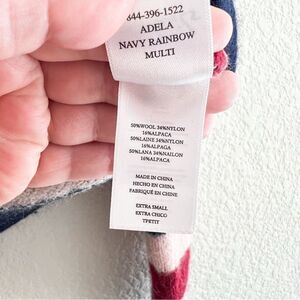 844-396-1522
ADELA
NAVY RAINBOW
MULTI
50%WOOL 34%NYLON
16%ALPACA
50%LAINE 34%NYLON
16%ALPAGA
50%LANA 34%NAILON
16%ALPACA
MADE IN CHINA
HECHO EN CHINA
FABRIQUÉ EN CHINE
EXTRA SMALL
EXTRA CHICO
TPETIT